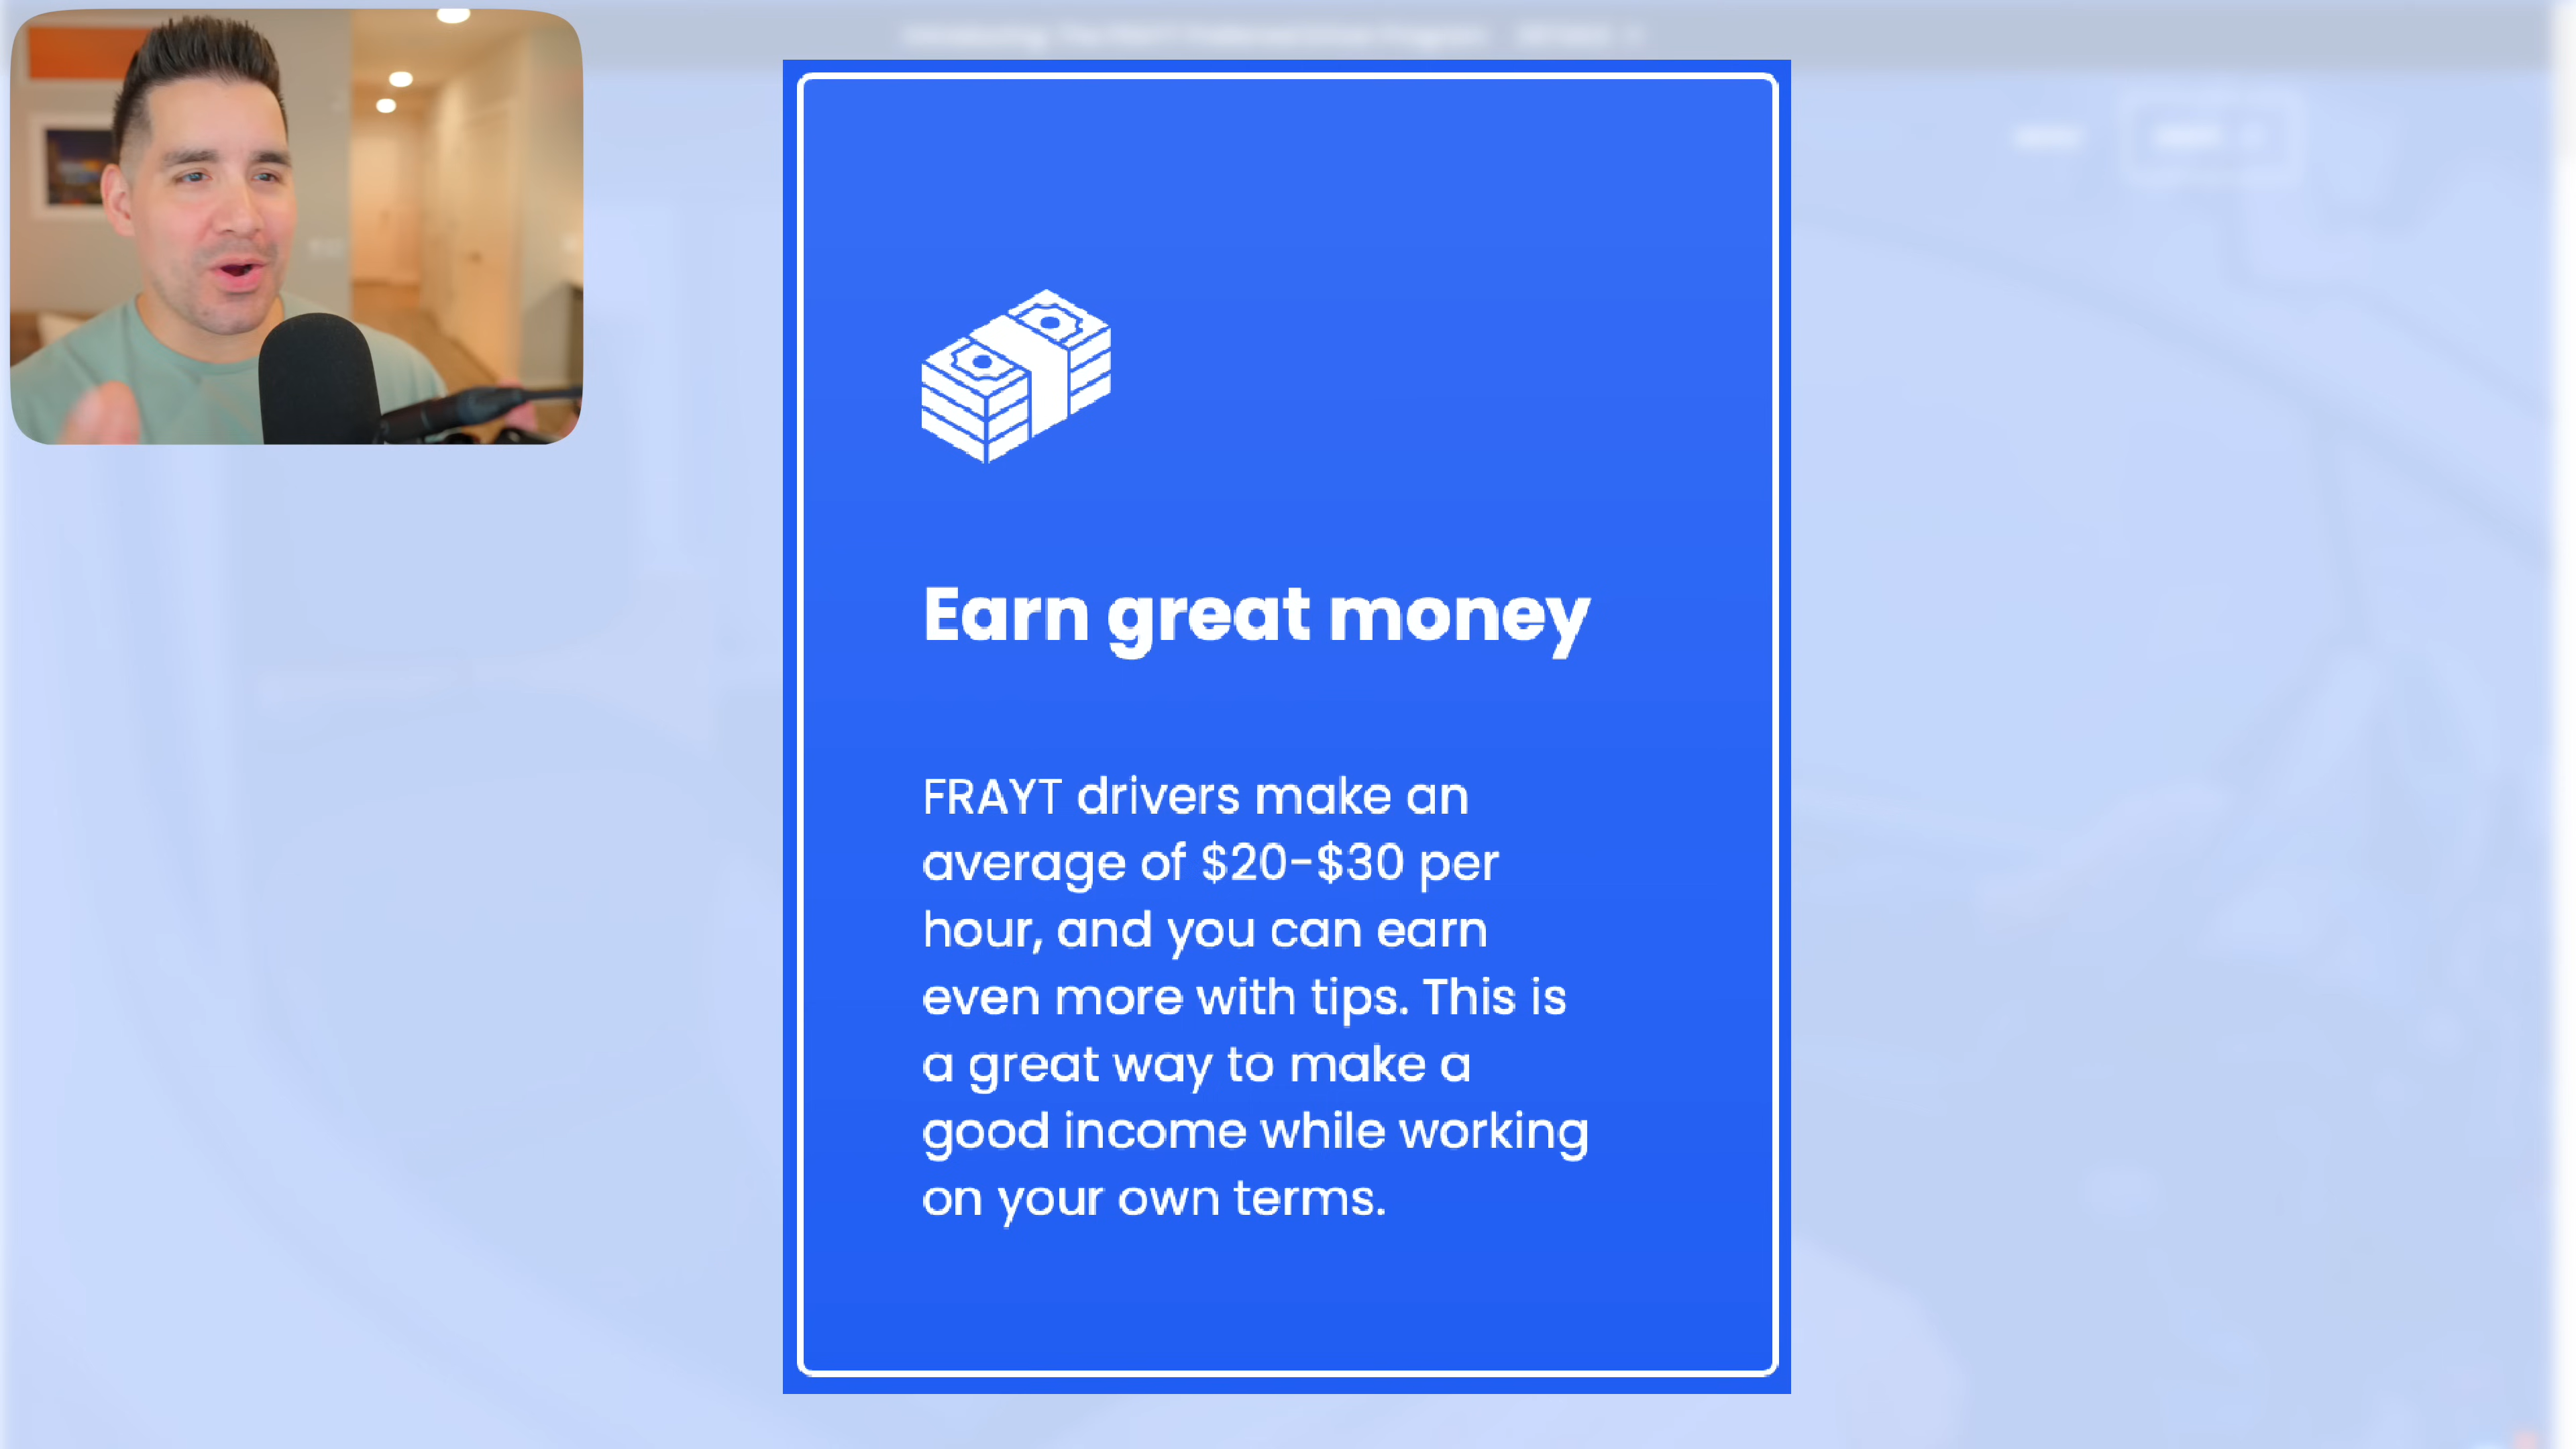 Earn great money
FRAYT drivers make an
average of $20-$30 per
hour, and you can earn
even more with tips. This is
a great way to make a
good income while working
on your own terms.